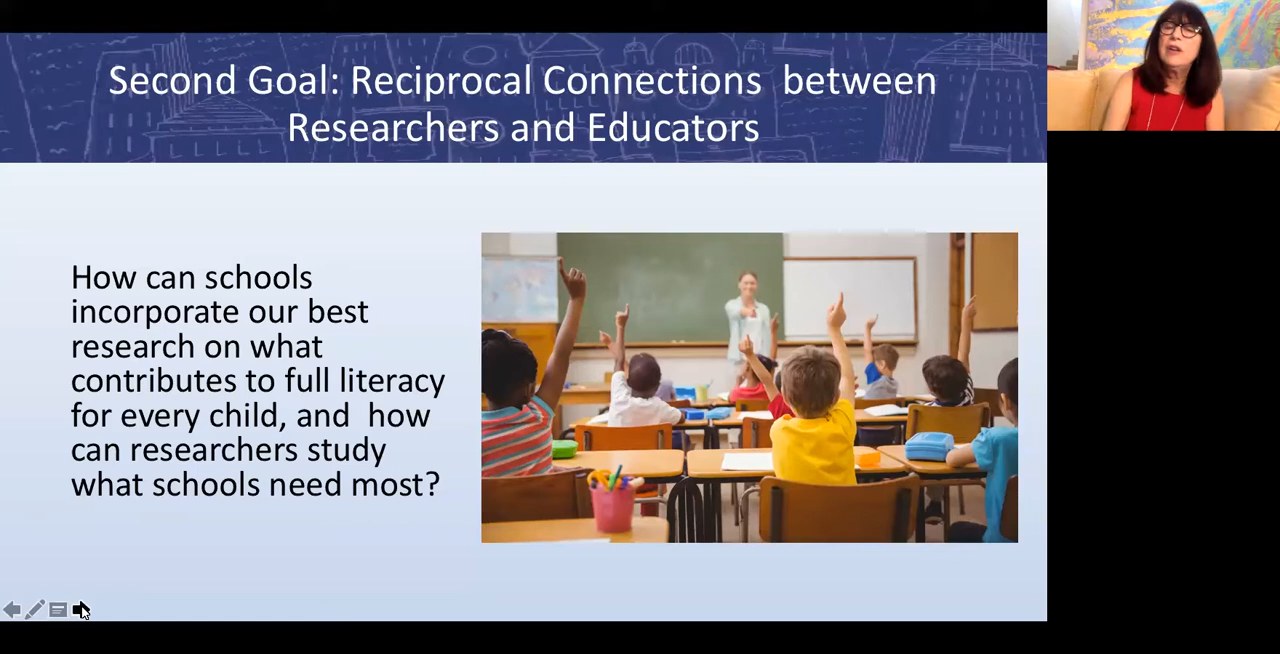 Second Goal: Reciprocal Connections  between
Researchers and Educators
How can schools
incorporate our best
research on what
contributes to full literacy
for every child, and  how
can researchers study
what schools need most?